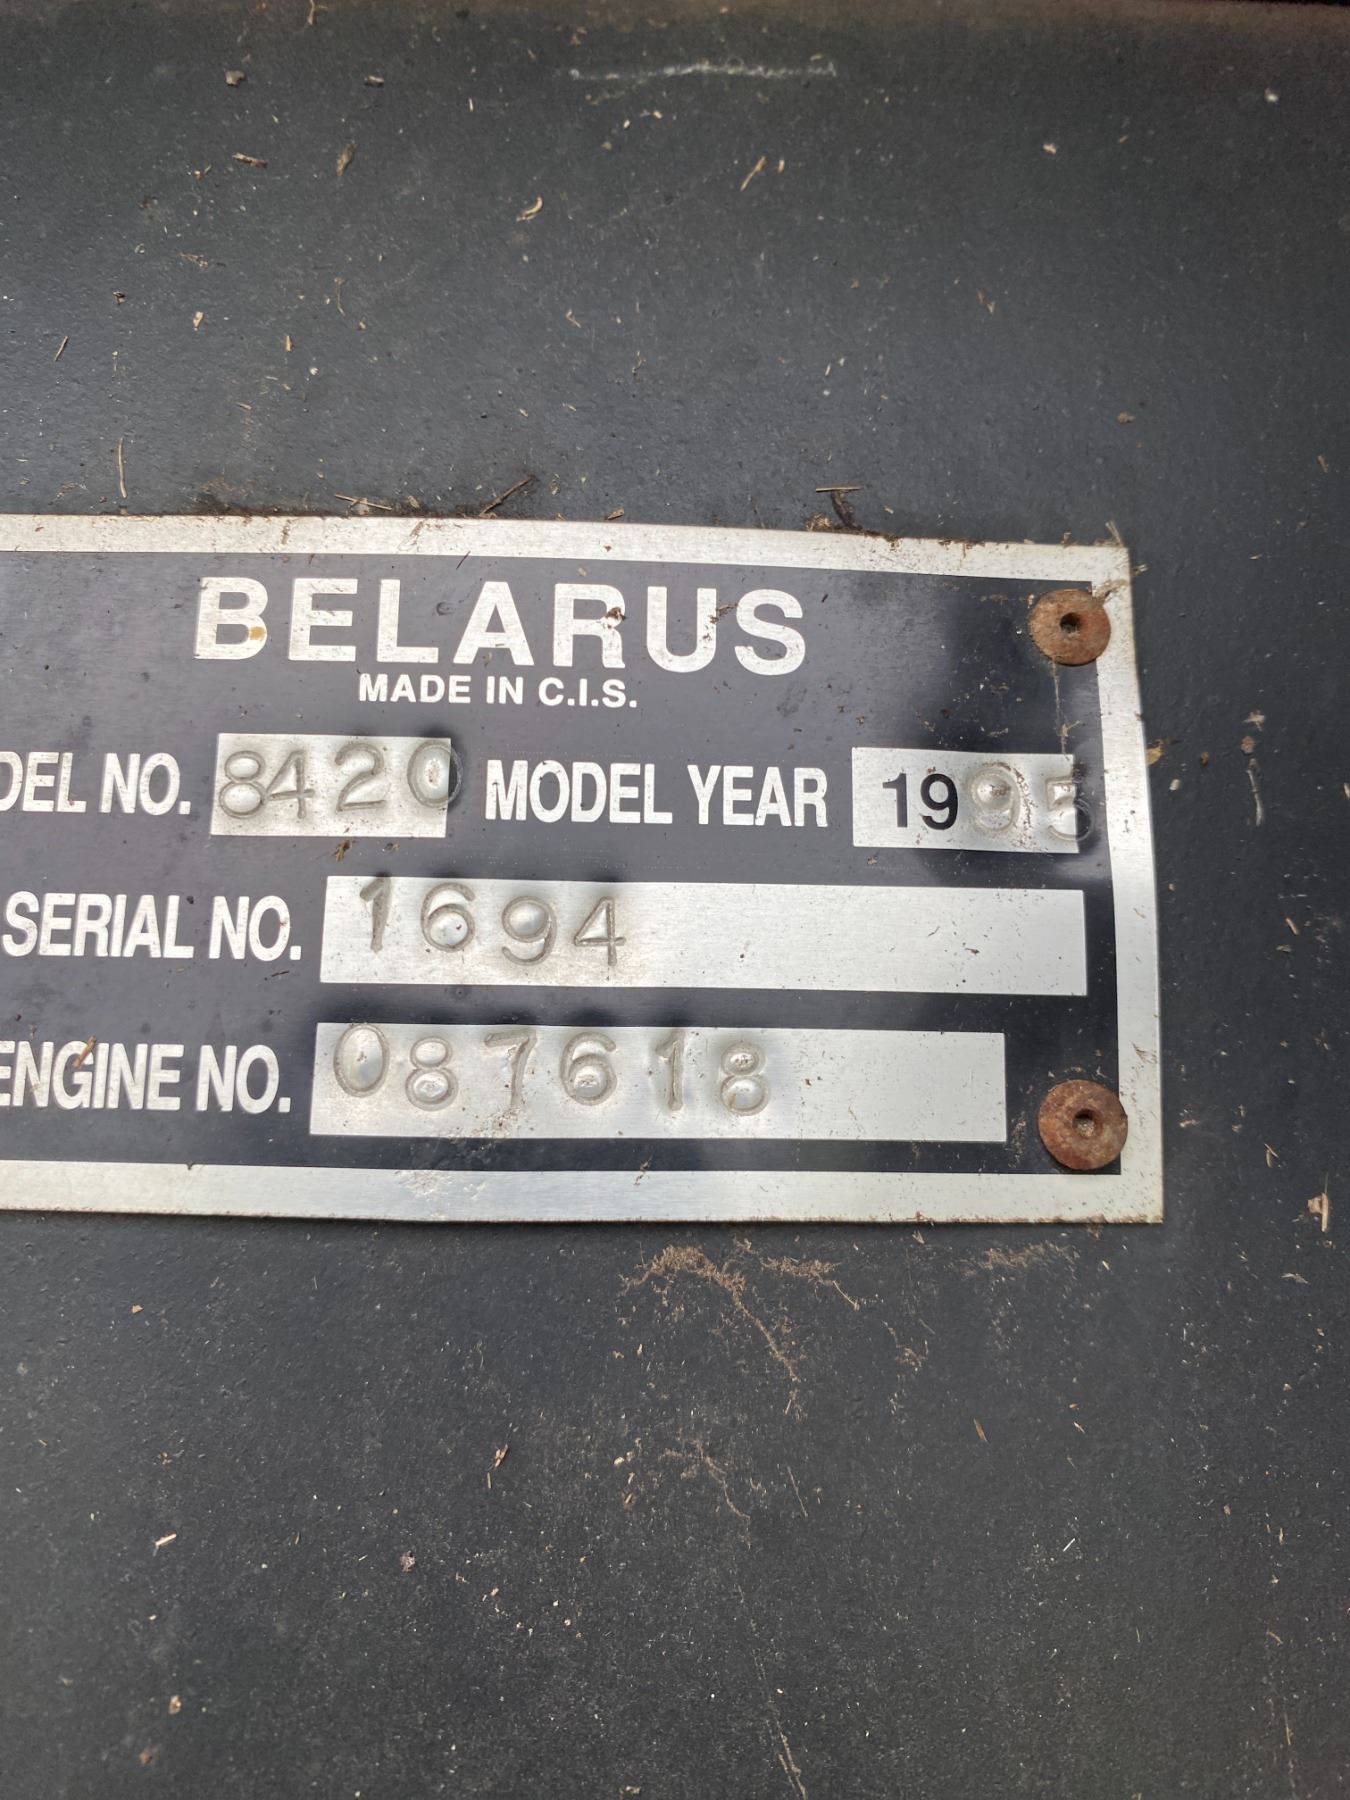 BELARUS
MADE IN C.I.S.
DEL NO. 8420 MODEL YEAR 1995
SERIAL NO. 1694
ENGINE NO. 087618